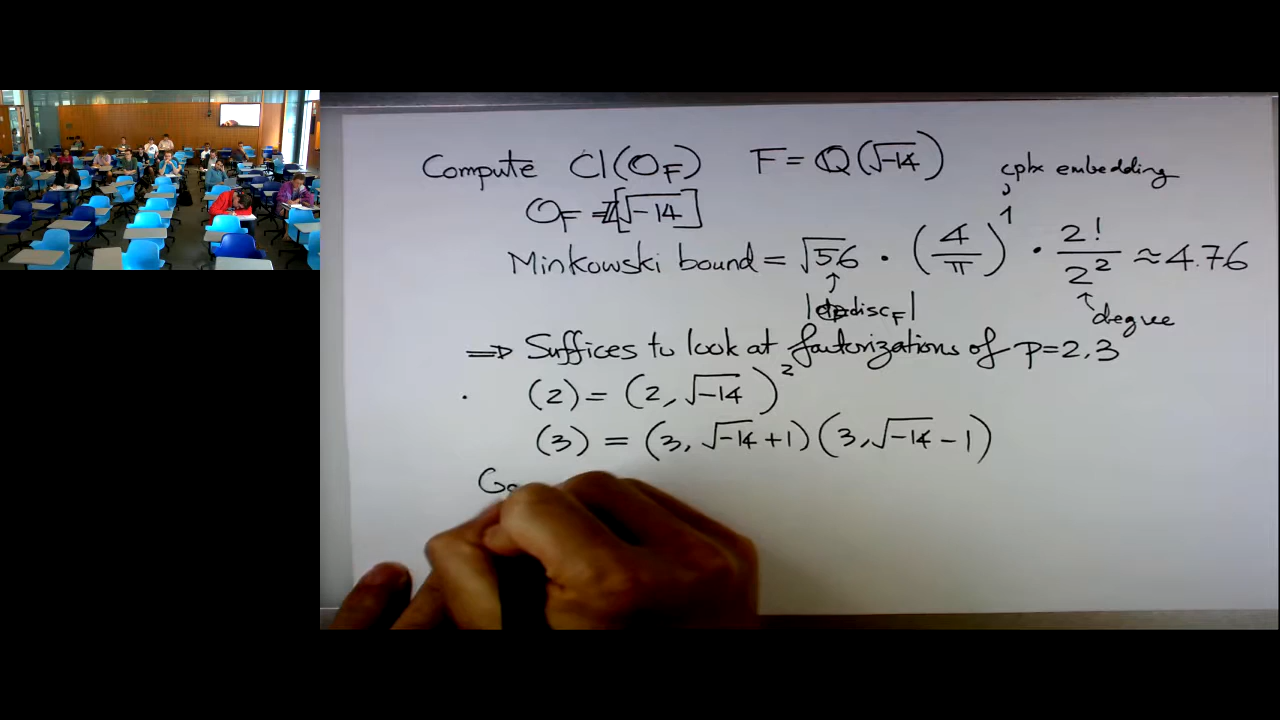 Compute Cl(O_F) F = ℚ(√-14)
cplx embedding
O_F = ℤ[√-14]
Minkowski bound = √56 · (4/π)^1 · 2!/2^2 ≈ 4.76
|disc_F|
degree
⇒ Suffices to look at factorizations of p=2,3
· (2) = (2, √-14)^2
(3) = (3, √-14+1)(3, √-14-1)